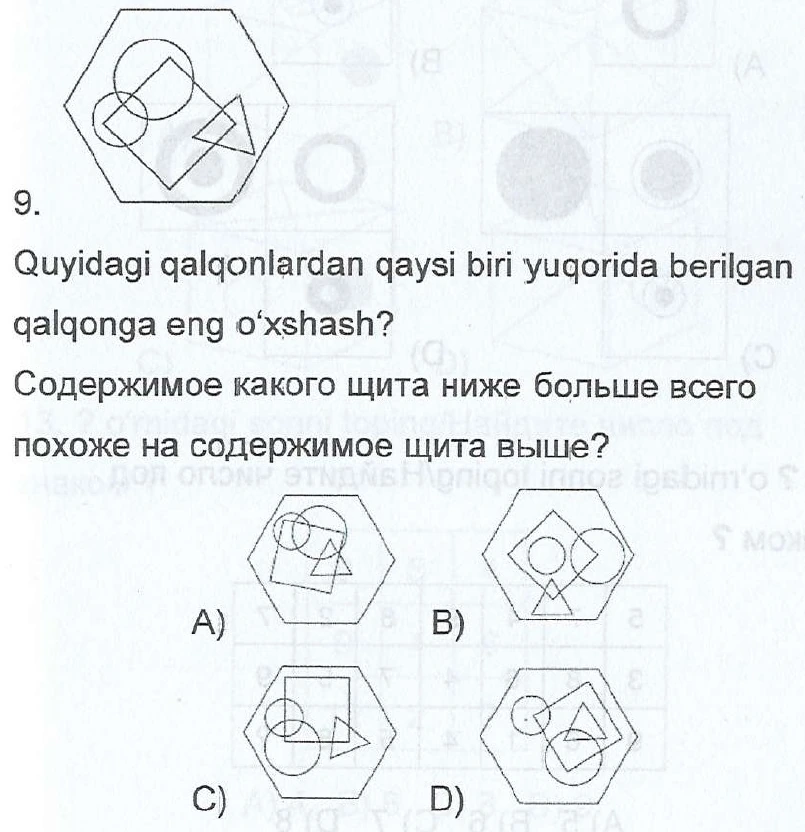 9.
Quyidagi qalqonlardan qaysi biri yuqorida berilgan
qalqonga eng o‘xshash?
Содержимое какого щита ниже больше всего
похоже на содержимое щита выше?
A) B)
C) D)